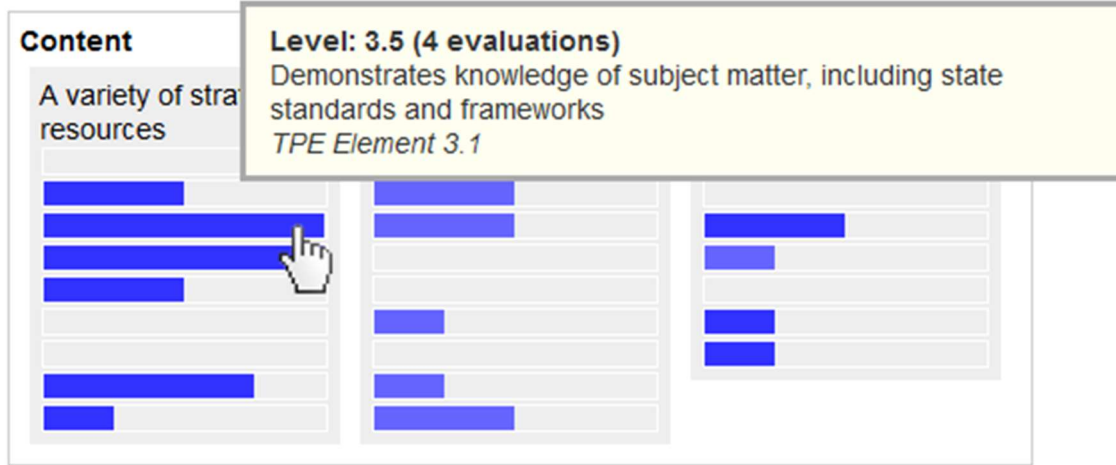 Content
Level: 3.5 (4 evaluations)
Demonstrates knowledge of subject matter, including state
standards and frameworks
TPE Element 3.1
A variety of
resources